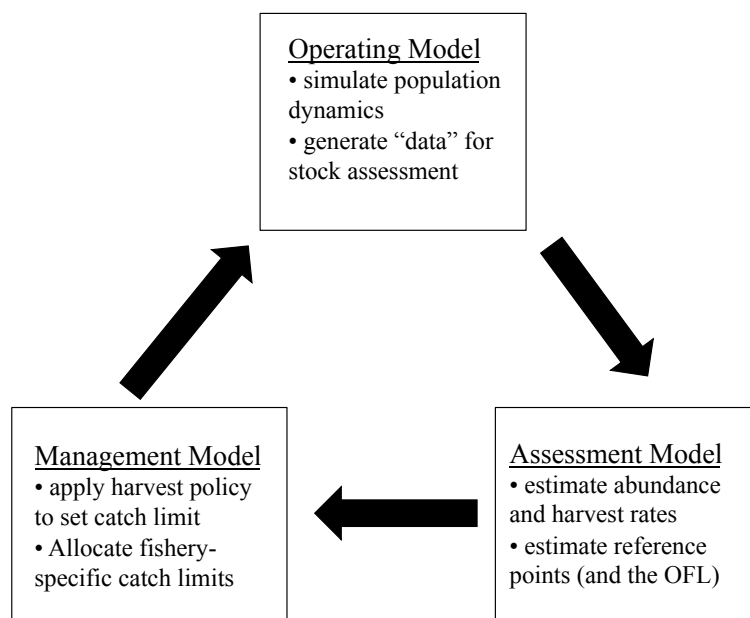 Operating Model
• simulate population
dynamics
• generate “data” for
stock assessment
Management Model
• apply harvest policy
to set catch limit
• Allocate fishery-
specific catch limits
Assessment Model
• estimate abundance
and harvest rates
• estimate reference
points (and the OFL)